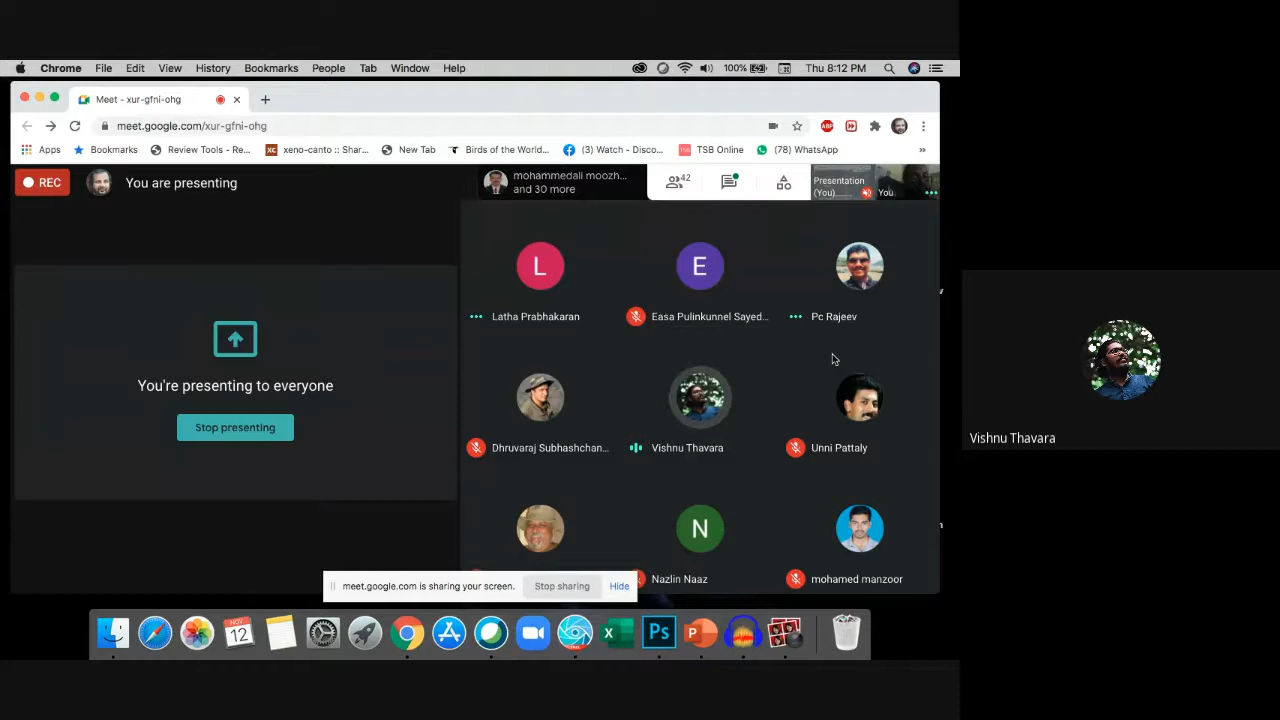 Chrome File Edit View History Bookmarks People Tab Window Help 100% Thu 8:12 PM
Meet - xur-gfni-ohg
meet.google.com/xur-gfni-ohg
ABP
Apps Bookmarks Review Tools - Re... xc xeno-canto :: Shar... New Tab Birds of the World... (3) Watch - Disco... TSB TSB Online (78) WhatsApp »
REC You are presenting
mohammedali moozh...
and 30 more
42
Presentation
(You)
You
L E
Latha Prabhakaran Easa Pulinkunnel Sayed... Pc Rajeev
You're presenting to everyone
Stop presenting
Dhruvaraj Subhashchan... Vishnu Thavara Unni Pattaly
Vishnu Thavara
N
Nazlin Naaz mohamed manzoor
meet.google.com is sharing your screen. Stop sharing Hide
NOV
12
X Ps P